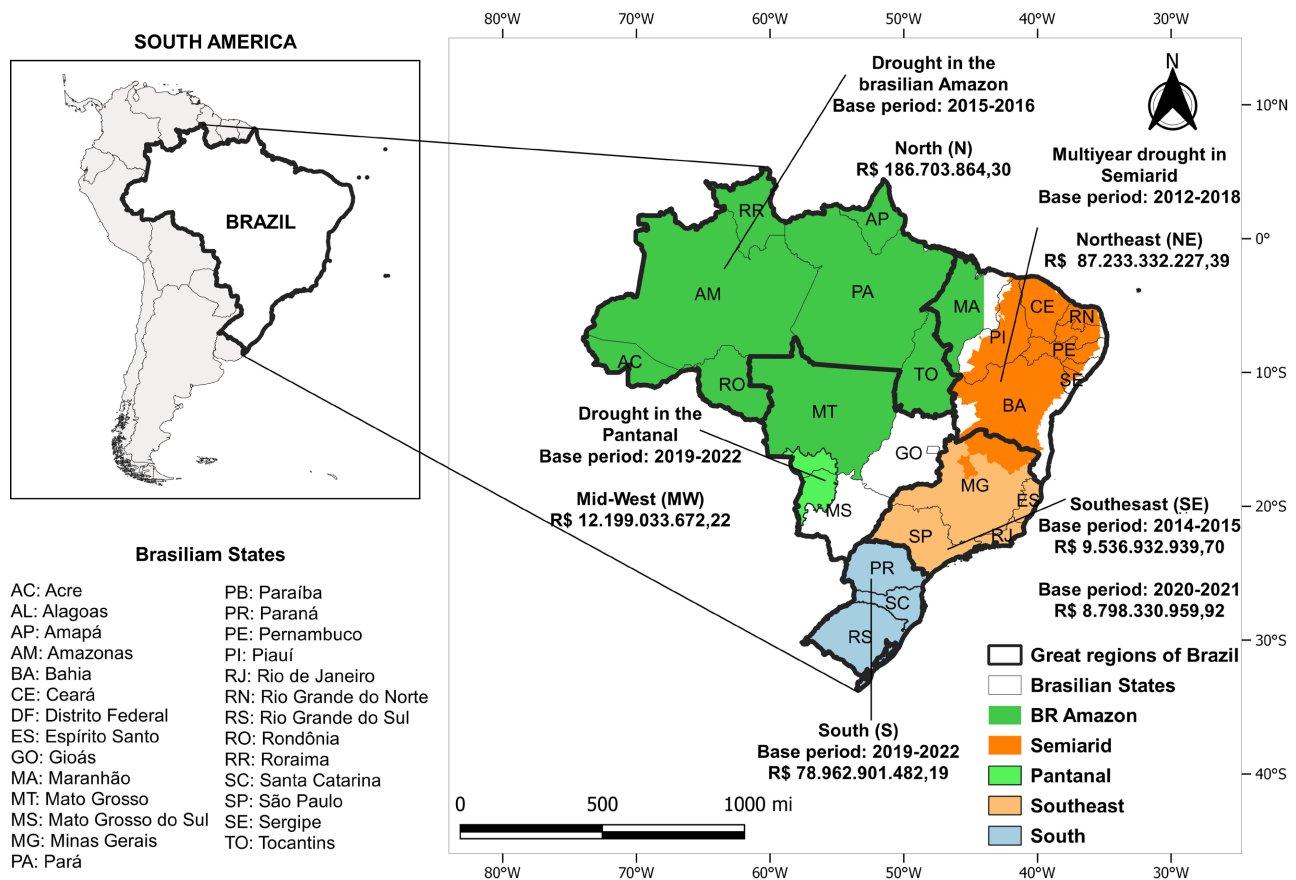 SOUTH AMERICA
BRAZIL
80°W
70°W
60°W
50°W
40°W
30°W
10°N
0°
10°S
20°S
30°S
40°S
80°W
70°W
60°W
50°W
40°W
30°W
N
Drought in the
brasilian Amazon
Base period: 2015-2016
North (N)
R$ 186.703.864,30
Multiyear drought in
Semiarid
Base period: 2012-2018
Northeast (NE)
R$ 87.233.332.227,39
RR
AP
AM
PA
MA
CE
RN
PI
PE
AC
RO
TO
SE
MT
BA
GO
MG
ES
MS
SP
RJ
PR
SC
RS
Drought in the
Pantanal
Base period: 2019-2022
Mid-West (MW)
R$ 12.199.033.672,22
Southesast (SE)
Base period: 2014-2015
R$ 9.536.932.939,70
Base period: 2020-2021
R$ 8.798.330.959,92
South (S)
Base period: 2019-2022
R$ 78.962.901.482,19
Great regions of Brazil
Brasilian States
BR Amazon
Semiarid
Pantanal
Southeast
South
0
500
1000 mi
Brasiliam States
AC: Acre
AL: Alagoas
AP: Amapá
AM: Amazonas
BA: Bahia
CE: Ceará
DF: Distrito Federal
ES: Espírito Santo
GO: Gioás
MA: Maranhão
MT: Mato Grosso
MS: Mato Grosso do Sul
MG: Minas Gerais
PA: Pará
PB: Paraíba
PR: Paraná
PE: Pernambuco
PI: Piauí
RJ: Rio de Janeiro
RN: Rio Grande do Norte
RS: Rio Grande do Sul
RO: Rondônia
RR: Roraima
SC: Santa Catarina
SP: São Paulo
SE: Sergipe
TO: Tocantins